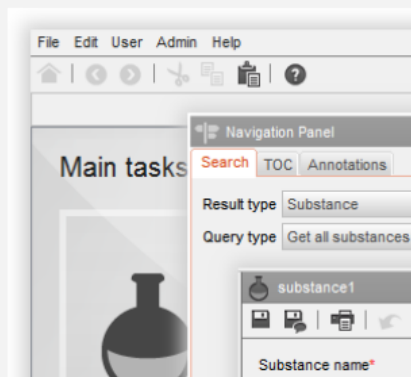 File Edit User Admin Help
Main tasks
Navigation Panel
Search TOC Annotations
Result type Substance
Query type Get all substances
substance1
Substance name*